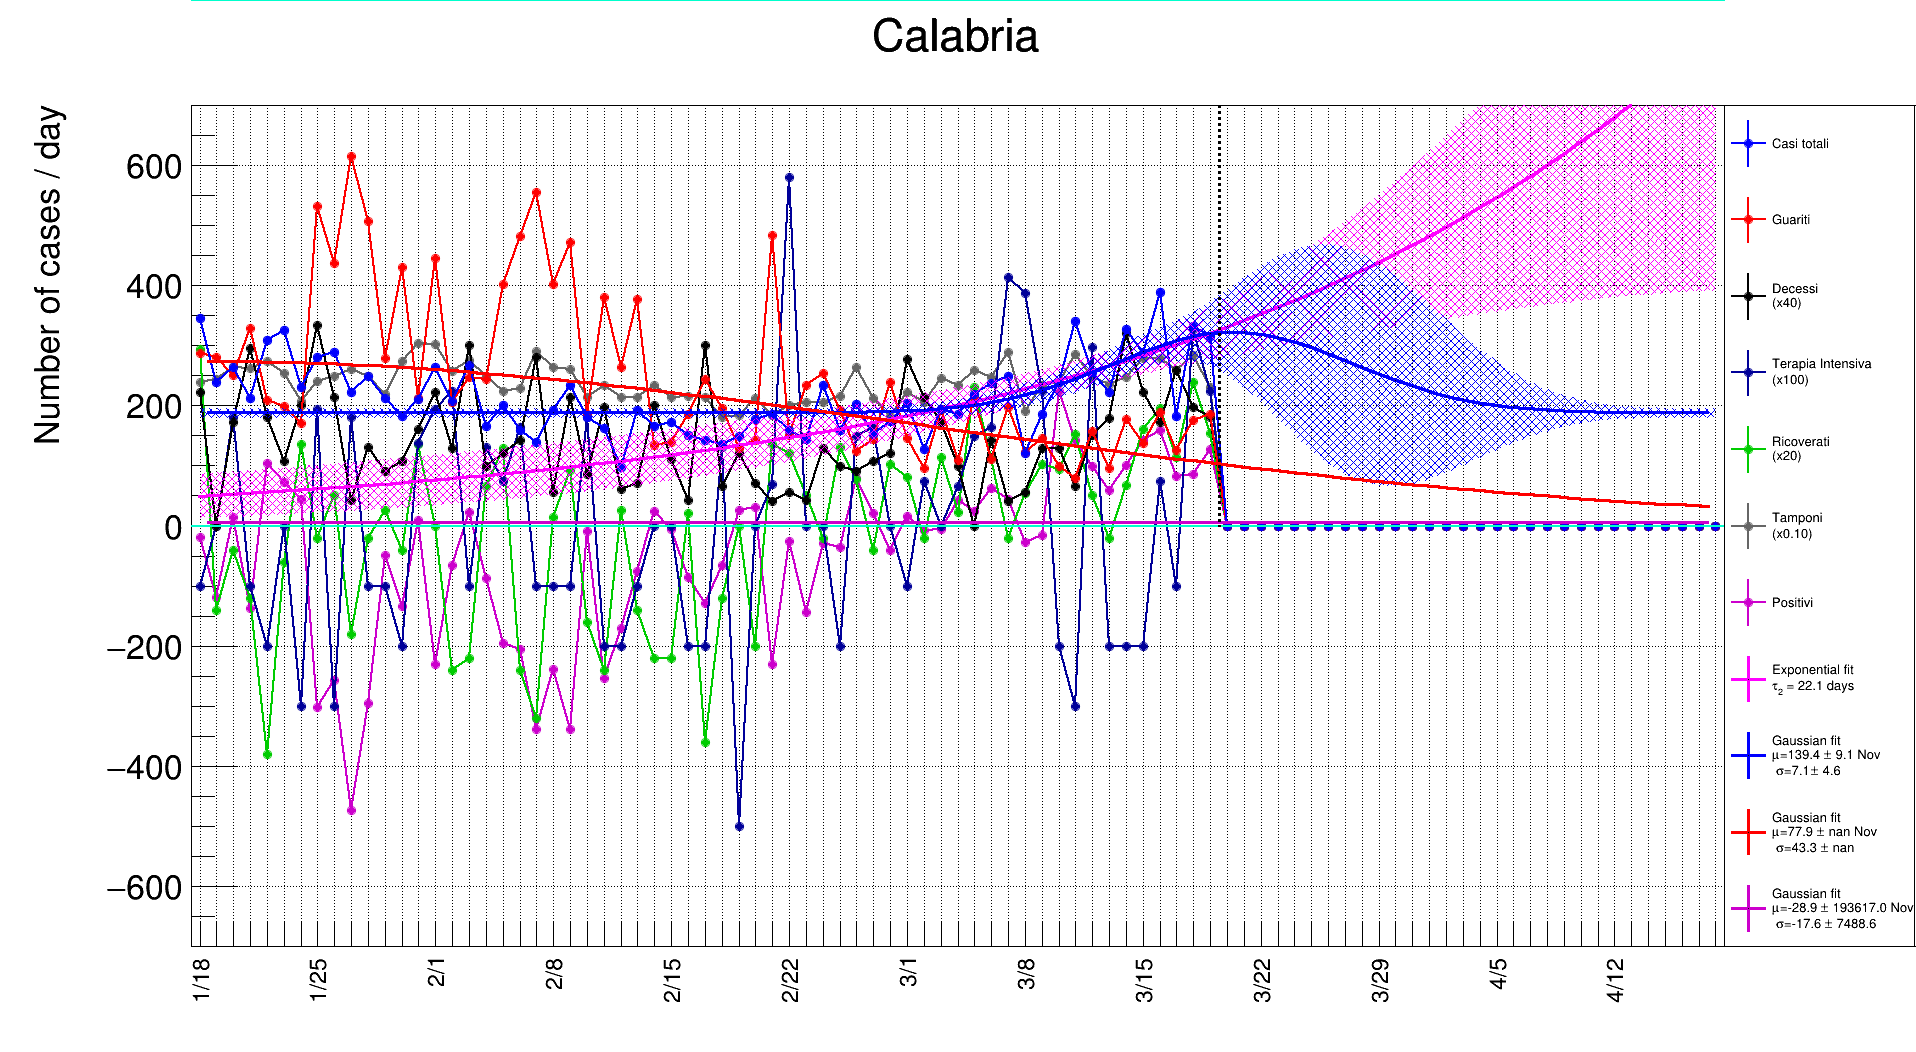 Calabria
Number of cases / day
600
400
200
0
−200
−400
−600
1/18
1/25
2/1
2/8
2/15
2/22
3/1
3/8
3/15
3/22
3/29
4/5
4/12
Casi totali
Guariti
Decessi
(x40)
Terapia Intensiva
(x100)
Ricoverati
(x20)
Tamponi
(x0.10)
Positivi
Exponential fit
τ2 = 22.1 days
Gaussian fit
μ=139.4 ± 9.1 Nov
σ=7.1± 4.6
Gaussian fit
μ=77.9 ± nan Nov
σ=43.3 ± nan
Gaussian fit
μ=-28.9 ± 193617.0 Nov
σ=-17.6 ± 7488.6